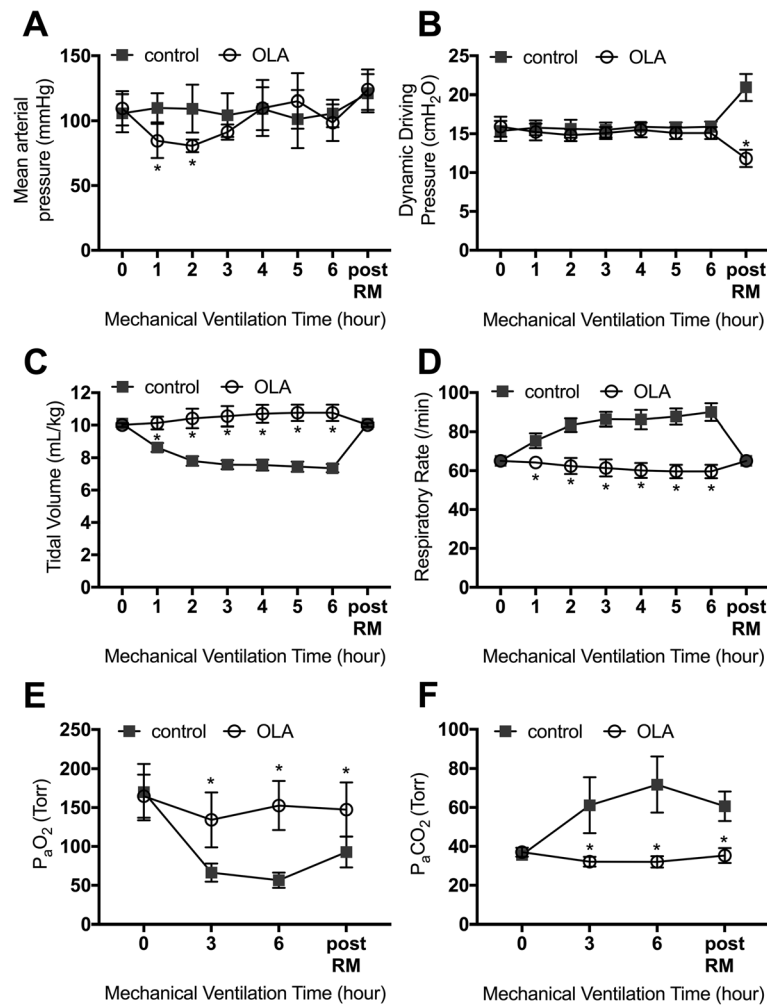 A
control OLA
Mean arterial
pressure (mmHg)
150
100
50
0
0 1 2 3 4 5 6 post
RM
* *
Mechanical Ventilation Time (hour)
B
control OLA
Dynamic Driving
Pressure (cmH2O)
25
20
15
10
5
0
0 1 2 3 4 5 6 post
RM
*
Mechanical Ventilation Time (hour)
C
control OLA
Tidal Volume (mL/kg)
12
10
8
6
4
2
0
0 1 2 3 4 5 6 post
RM
* * * * * *
Mechanical Ventilation Time (hour)
D
control OLA
Respiratory Rate (/min)
100
80
60
40
20
0
0 1 2 3 4 5 6 post
RM
* * * * * *
Mechanical Ventilation Time (hour)
E
control OLA
PaO2 (Torr)
250
200
150
100
50
0
0 3 6 post
RM
* * *
Mechanical Ventilation Time (hour)
F
control OLA
PaCO2 (Torr)
100
80
60
40
20
0
0 3 6 post
RM
* * *
Mechanical Ventilation Time (hour)